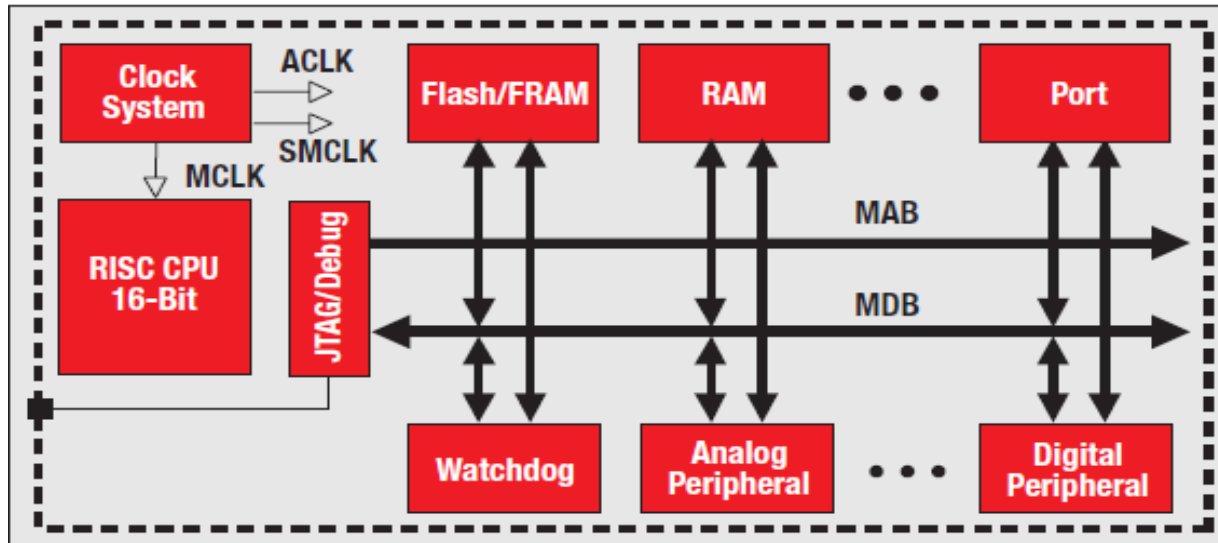 Clock
System
ACLK
SMCLK
MCLK
Flash/FRAM
RAM
Port
RISC CPU
16-Bit
JTAG/Debug
MAB
MDB
Watchdog
Analog
Peripheral
Digital
Peripheral